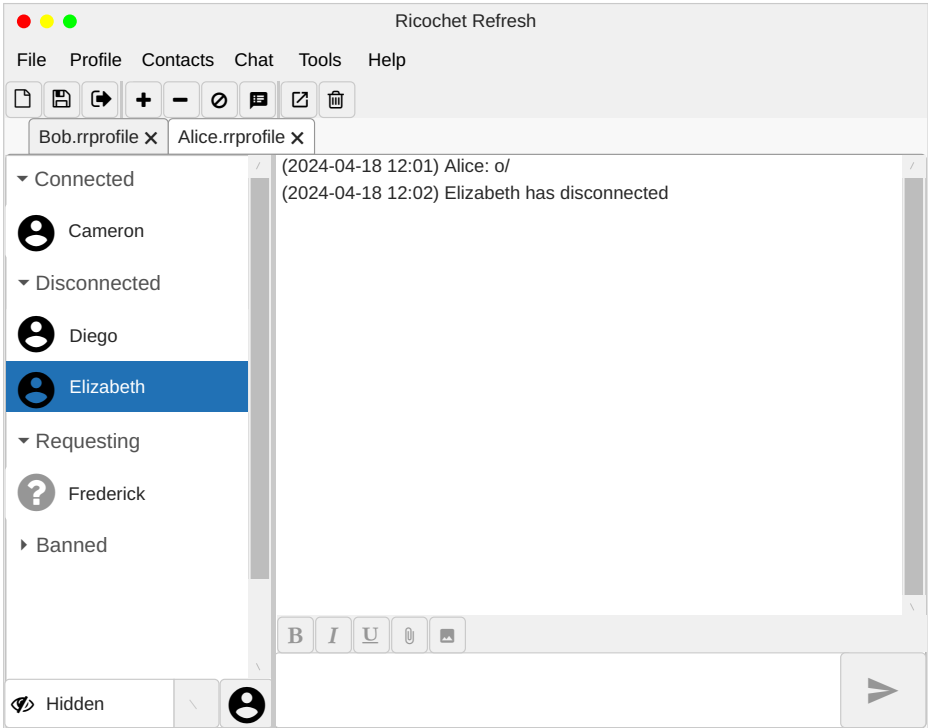 Ricochet Refresh
File Profile Contacts Chat Tools Help
Bob.rrprofile Alice.rrprofile
Connected
Cameron
Disconnected
Diego
Elizabeth
Requesting
Frederick
Banned
Hidden
(2024-04-18 12:01) Alice: o/
(2024-04-18 12:02) Elizabeth has disconnected
B I U